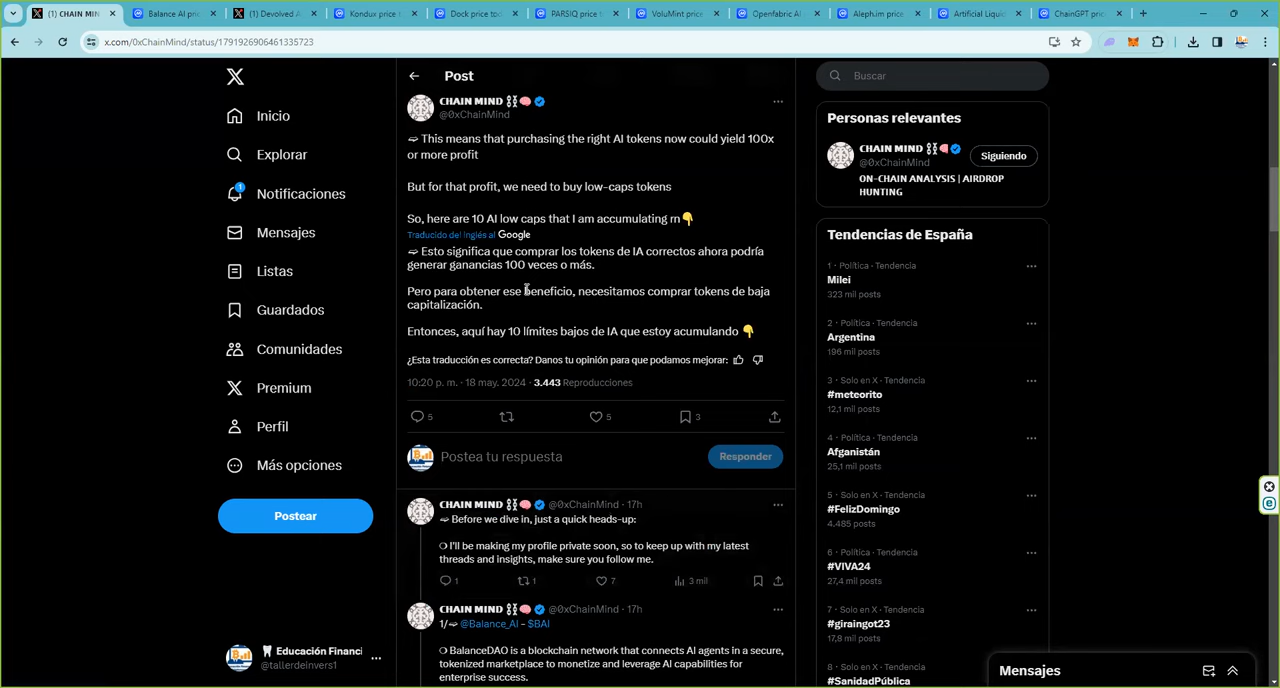 (1) CHAIN MIN
Balance AI pri
(1) Devolved A
Kondux price t
Dock price tod
PARSIQ price t
VoluMint price
Openfabric AI
Aleph.im price
Artificial Liquid
ChainGPT pric
x.com/0xChainMind/status/1791926906461335723
Inicio
Explorar
1
Notificaciones
Mensajes
Listas
Guardados
Comunidades
Premium
Perfil
Más opciones
Postear
Educación Financi
@tallerdeinvers1
Post
CHAIN MIND
@0xChainMind
➫ This means that purchasing the right AI tokens now could yield 100x
or more profit
But for that profit, we need to buy low-caps tokens
So, here are 10 AI low caps that I am accumulating rn👇
Traducido del inglés al Google
➫ Esto significa que comprar los tokens de IA correctos ahora podría
generar ganancias 100 veces o más.
Pero para obtener ese beneficio, necesitamos comprar tokens de baja
capitalización.
Entonces, aquí hay 10 límites bajos de IA que estoy acumulando 👇
¿Esta traducción es correcta? Danos tu opinión para que podamos mejorar:
10:20 p. m. · 18 may. 2024 · 3.443 Reproducciones
5 5 3
Postea tu respuesta
Responder
CHAIN MIND @0xChainMind · 17h
➫ Before we dive in, just a quick heads-up:
❍ I'll be making my profile private soon, so to keep up with my latest
threads and insights, make sure you follow me.
1 1 7 3 mil
CHAIN MIND @0xChainMind · 17h
1/➫ @Balance_AI - $BAI
❍ BalanceDAO is a blockchain network that connects AI agents in a secure,
tokenized marketplace to monetize and leverage AI capabilities for
enterprise success.
Buscar
Personas relevantes
CHAIN MIND
@0xChainMind
Siguiendo
ON-CHAIN ANALYSIS | AIRDROP
HUNTING
Tendencias de España
1 · Política · Tendencia
Milei
323 mil posts
2 · Política · Tendencia
Argentina
196 mil posts
3 · Solo en X · Tendencia
#meteorito
12,1 mil posts
4 · Política · Tendencia
Afganistán
25,1 mil posts
5 · Solo en X · Tendencia
#FelizDomingo
4.485 posts
6 · Política · Tendencia
#VIVA24
27,4 mil posts
7 · Solo en X · Tendencia
#giraingot23
17,8 mil posts
8 · Solo en X · Tendencia
#SanidadPública
Mensajes